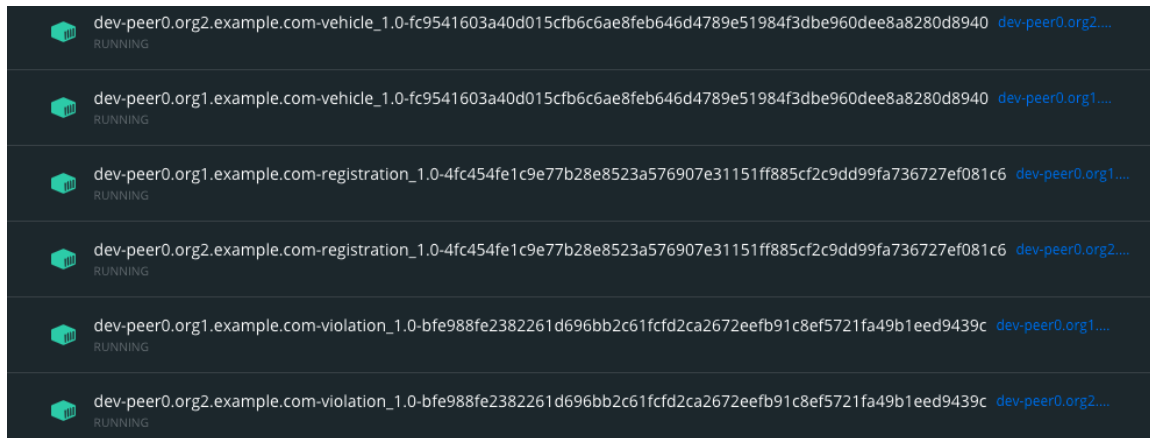 dev-peer0.org2.example.com-vehicle_1.0-fc9541603a40d015cfb6c6ae8feb646d4789e51984f3dbe960dee8a8280d8940 dev-peer0.org2....
RUNNING
dev-peer0.org1.example.com-vehicle_1.0-fc9541603a40d015cfb6c6ae8feb646d4789e51984f3dbe960dee8a8280d8940 dev-peer0.org1....
RUNNING
dev-peer0.org1.example.com-registration_1.0-4fc454fe1c9e77b28e8523a576907e31151ff885cf2c9dd99fa736727ef081c6 dev-peer0.org1....
RUNNING
dev-peer0.org2.example.com-registration_1.0-4fc454fe1c9e77b28e8523a576907e31151ff885cf2c9dd99fa736727ef081c6 dev-peer0.org2....
RUNNING
dev-peer0.org1.example.com-violation_1.0-bfe988fe2382261d696bb2c61fcfd2ca2672eefb91c8ef5721fa49b1eed9439c dev-peer0.org1....
RUNNING
dev-peer0.org2.example.com-violation_1.0-bfe988fe2382261d696bb2c61fcfd2ca2672eefb91c8ef5721fa49b1eed9439c dev-peer0.org2....
RUNNING